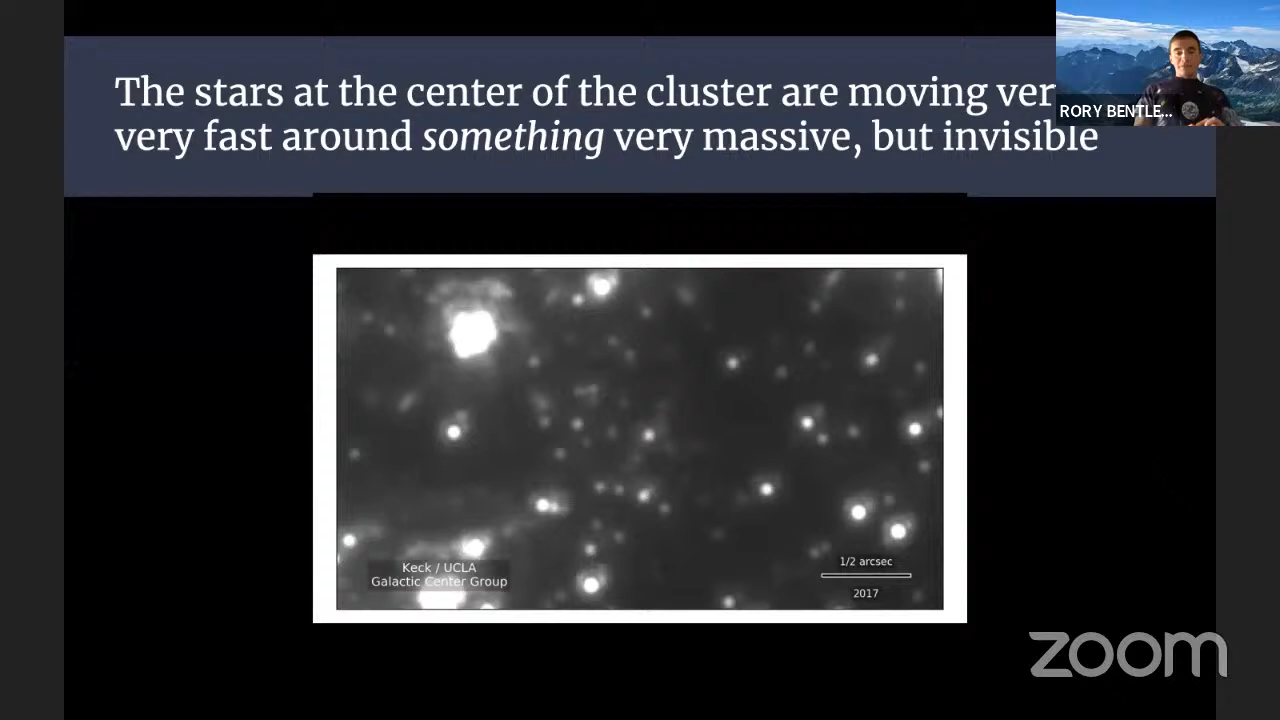 The stars at the center of the cluster are moving ver
very fast around something very massive, but invisible
RORY BENTLE...
Keck / UCLA
Galactic Center Group
1/2 arcsec
2017
zoom